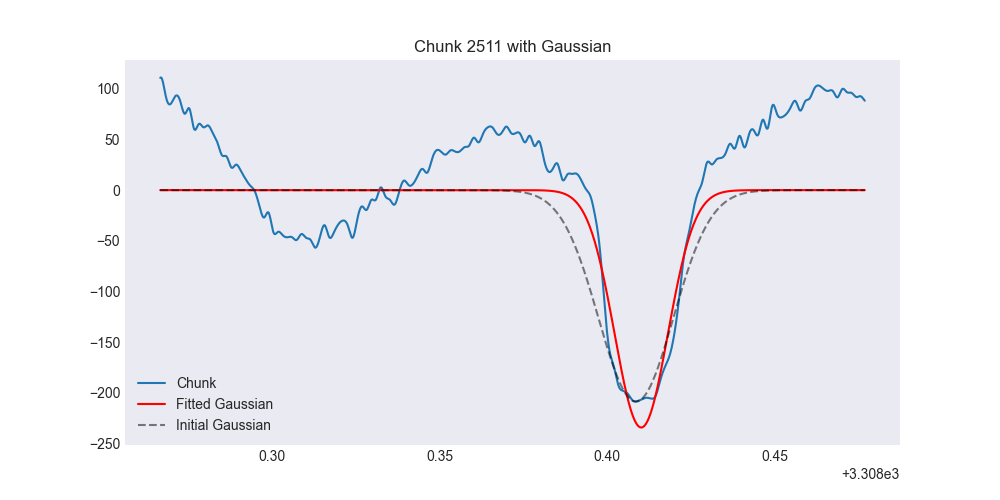 Chunk 2511 with Gaussian
100
50
0
−50
−100
−150
−200
−250
Chunk
Fitted Gaussian
Initial Gaussian
0.30 0.35 0.40 0.45
+3.308e3